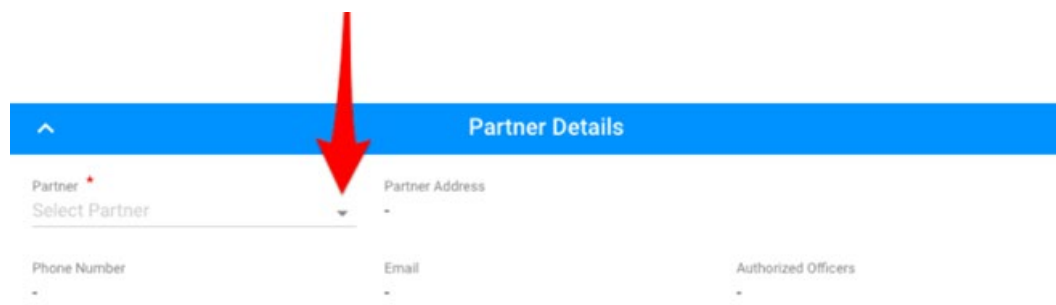 Partner Details
Partner * Partner Address
Select Partner -
Phone Number Email Authorized Officers
- - -